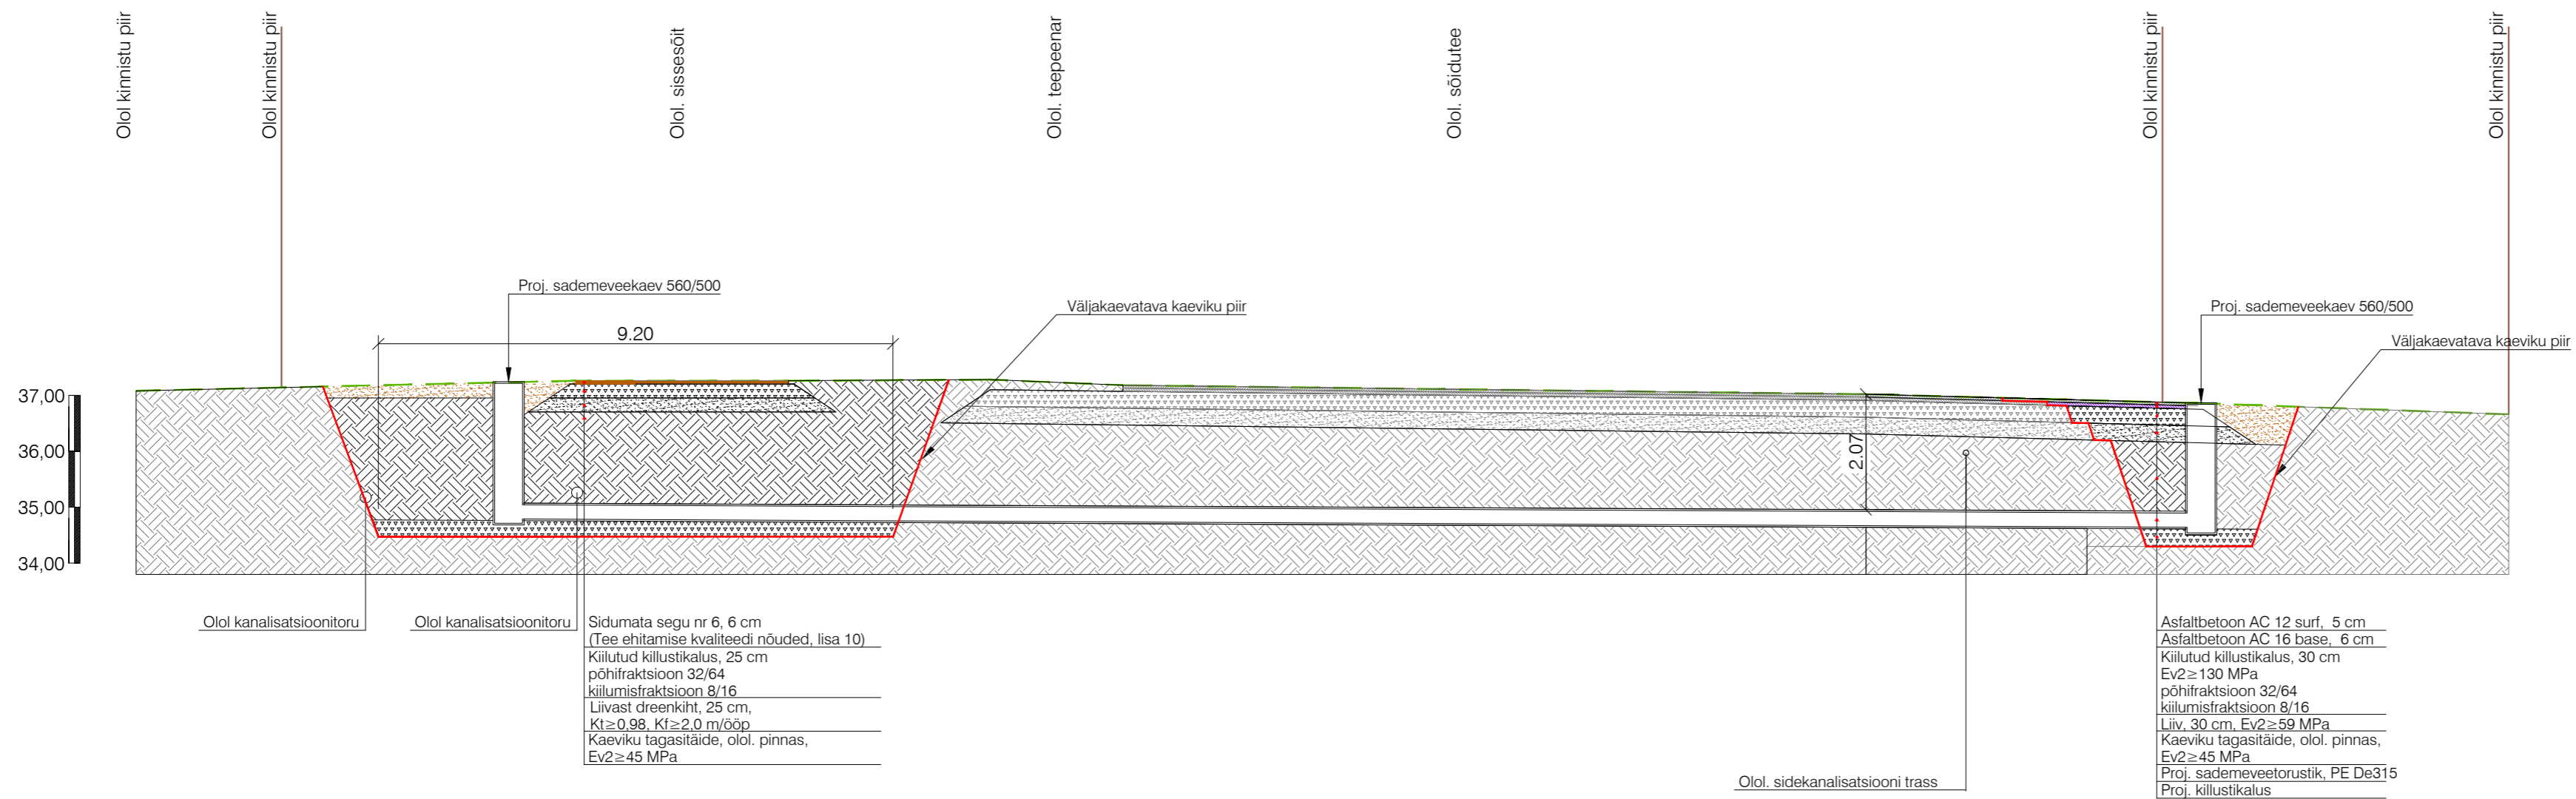 Olol kinnistu piir
Olol kinnistu piir
Olol. sissesõit
Olol. teepeenar
Olol. sõidutee
Olol kinnistu piir
Olol kinnistu piir
Proj. sademeveekaev 560/500
Väljakaevatava kaeviku piir
Proj. sademeveekaev 560/500
Väljakaevatava kaeviku piir
9.20
37,00
36,00
35,00
34,00
2.07
Olol kanalisatsioonitoru
Olol kanalisatsioonitoru
Sidumata segu nr 6, 6 cm
(Tee ehitamise kvaliteedi nõuded, lisa 10)
Kiilutud killustikalus, 25 cm
põhifraktsioon 32/64
kiilumisfraktsioon 8/16
Liivast dreenkiht, 25 cm,
Kt≥0,98, Kf≥2,0 m/ööp
Kaeviku tagasitäide, olol. pinnas,
Ev2≥45 MPa
Olol. sidekanalisatsiooni trass
Asfaltbetoon AC 12 surf, 5 cm
Asfaltbetoon AC 16 base, 6 cm
Kiilutud killustikalus, 30 cm
Ev2≥130 MPa
põhifraktsioon 32/64
kiilumisfraktsioon 8/16
Liiv, 30 cm, Ev2≥59 MPa
Kaeviku tagasitäide, olol. pinnas,
Ev2≥45 MPa
Proj. sademeveetorustik, PE De315
Proj. killustikalus